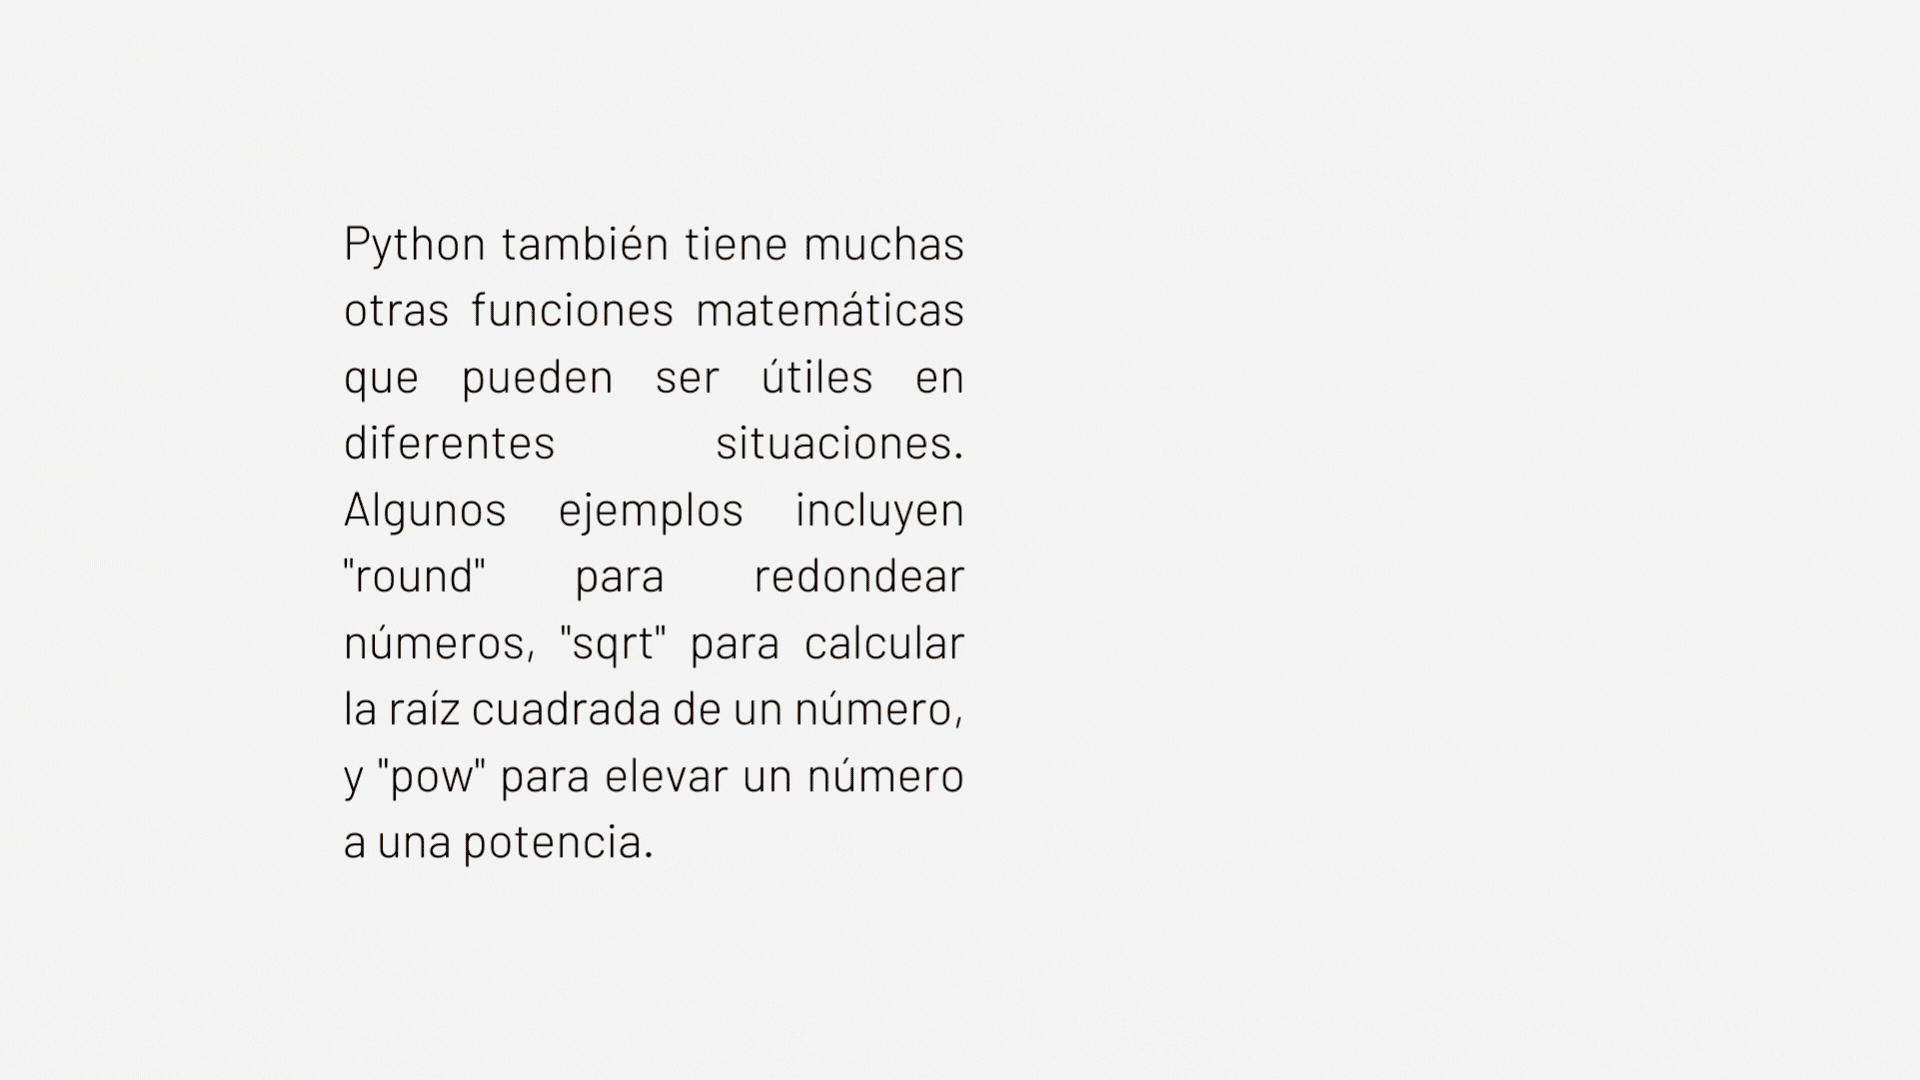 Python también tiene muchas
otras funciones matemáticas
que pueden ser útiles en
diferentes situaciones.
Algunos ejemplos incluyen
"round" para redondear
números, "sqrt" para calcular
la raíz cuadrada de un número,
y "pow" para elevar un número
a una potencia.